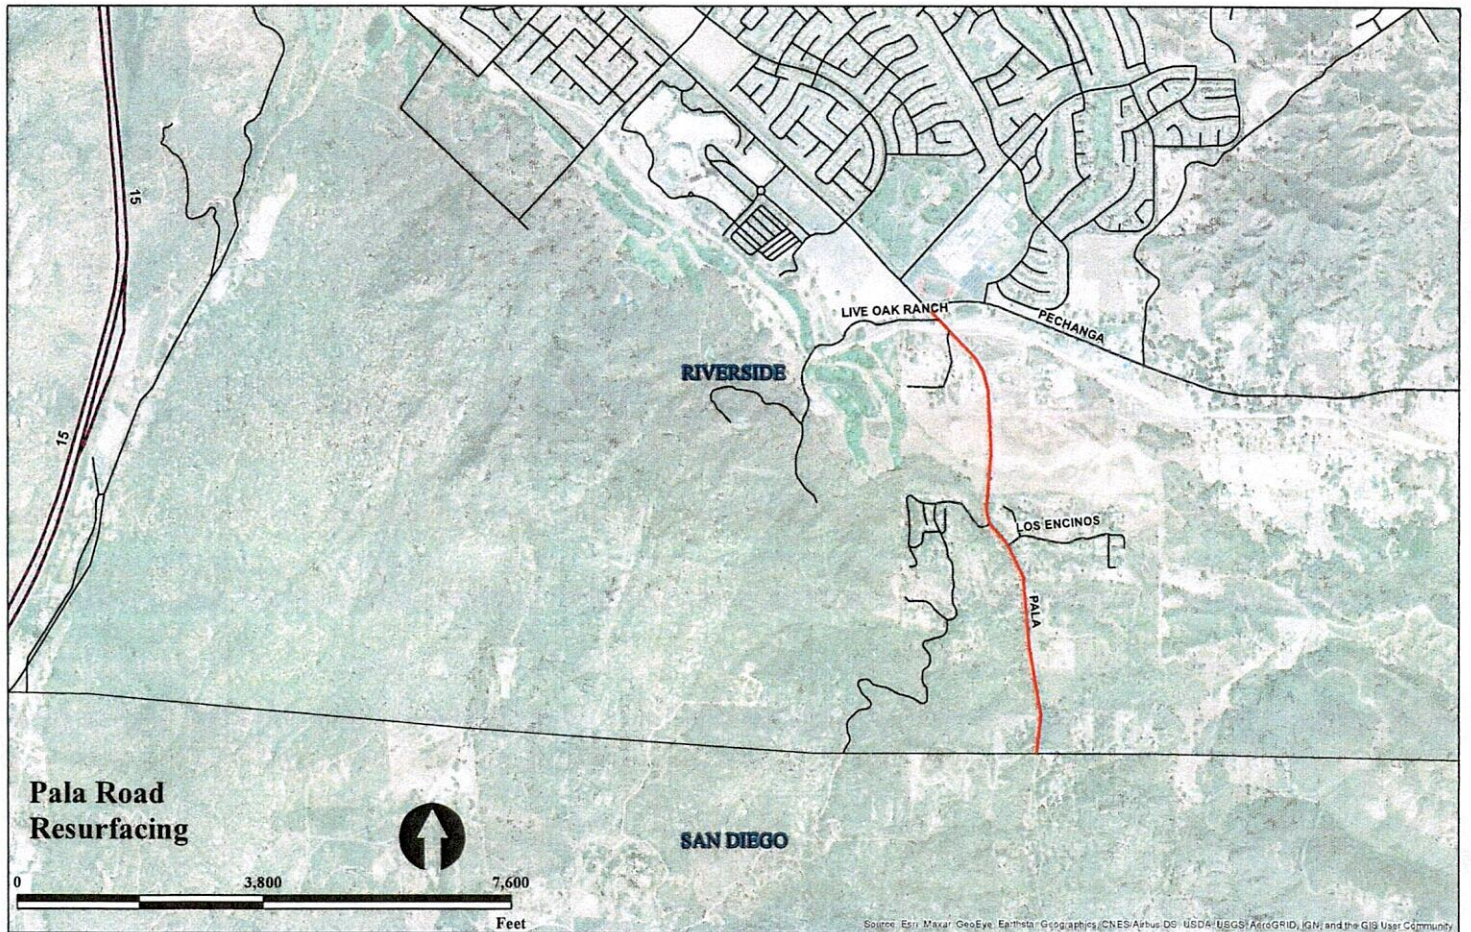 15
LIVE OAK RANCH
PECHANGA
RIVERSIDE
15
LOS ENCINOS
PALA
Pala Road
Resurfacing
SAN DIEGO
0 3,800 7,600
Feet
Source: Esri, Maxar, GeoEye, Earthstar Geographics, CNES/Airbus DS, USDA, USGS, AeroGRID, IGN, and the GIS User Community